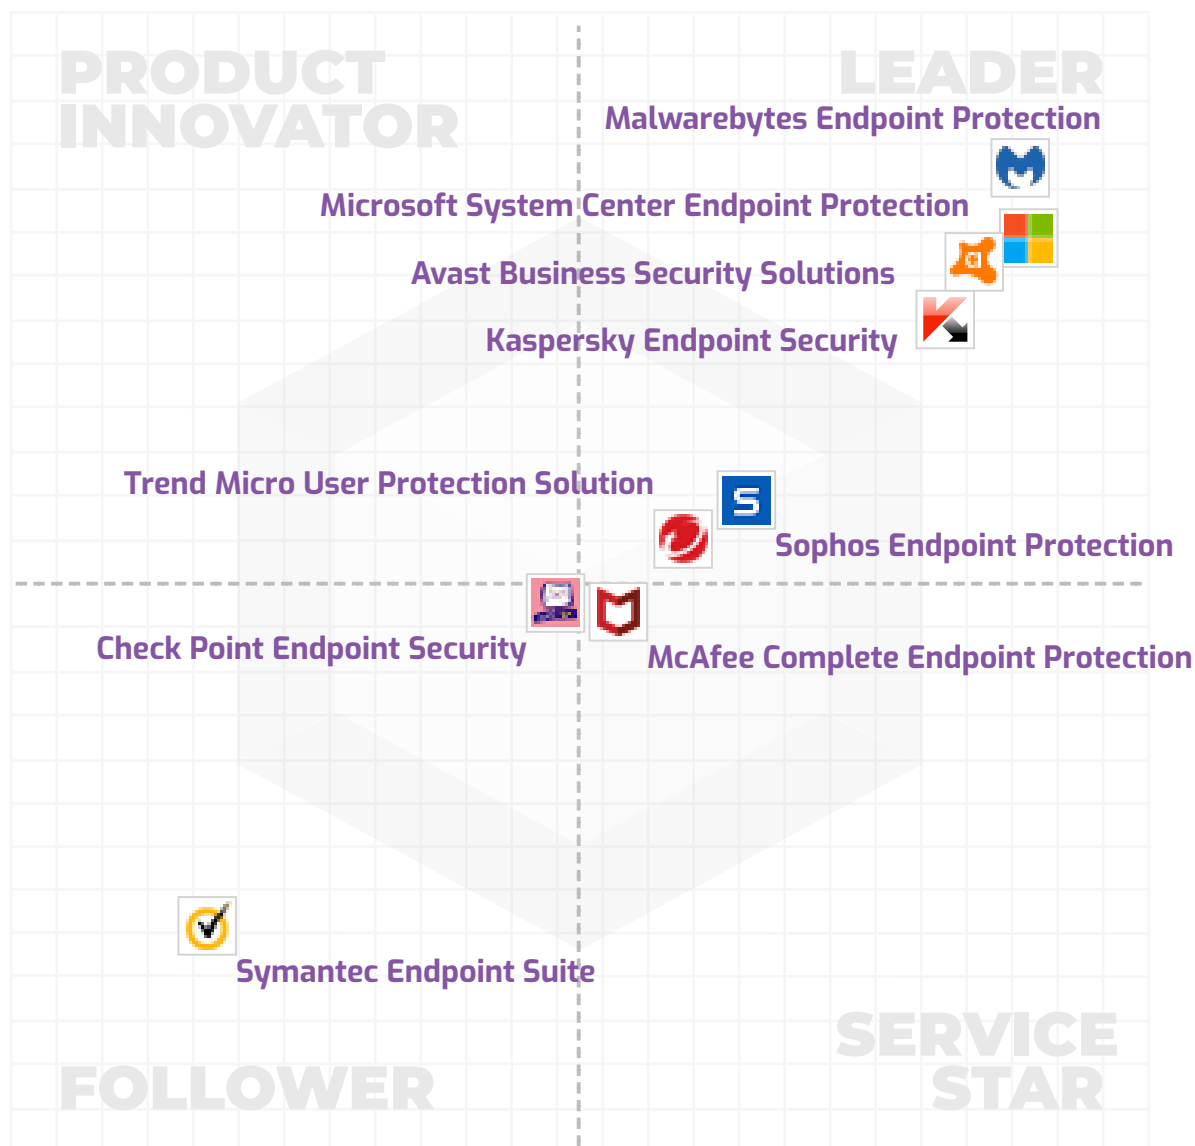 PRODUCT
INNOVATOR
LEADER
Malwarebytes Endpoint Protection
Microsoft System Center Endpoint Protection
Avast Business Security Solutions
Kaspersky Endpoint Security
Trend Micro User Protection Solution
Sophos Endpoint Protection
Check Point Endpoint Security
McAfee Complete Endpoint Protection
Symantec Endpoint Suite
FOLLOWER
SERVICE
STAR